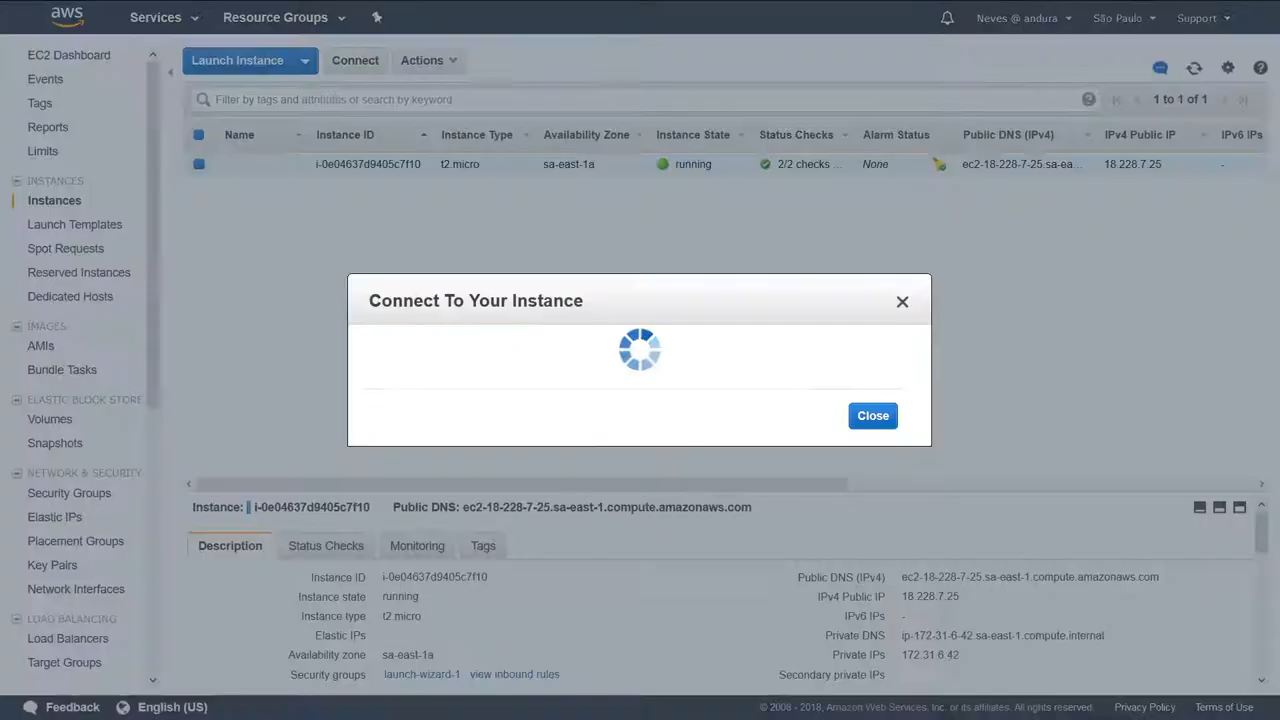 aws Services Resource Groups Neves @ andura São Paulo Support
EC2 Dashboard
Events
Tags
Reports
Limits
INSTANCES
Instances
Launch Templates
Spot Requests
Reserved Instances
Dedicated Hosts
IMAGES
AMIs
Bundle Tasks
ELASTIC BLOCK STORE
Volumes
Snapshots
NETWORK & SECURITY
Security Groups
Elastic IPs
Placement Groups
Key Pairs
Network Interfaces
LOAD BALANCING
Load Balancers
Target Groups
Launch Instance Connect Actions
Filter by tags and attributes or search by keyword 1 to 1 of 1
Name Instance ID Instance Type Availability Zone Instance State Status Checks Alarm Status Public DNS (IPv4) IPv4 Public IP IPv6 IPs
i-0e04637d9405c7f10 t2.micro sa-east-1a running 2/2 checks ... None ec2-18-228-7-25.sa-ea... 18.228.7.25 -
Connect To Your Instance
Close
Instance: i-0e04637d9405c7f10 Public DNS: ec2-18-228-7-25.sa-east-1.compute.amazonaws.com
Description Status Checks Monitoring Tags
Instance ID i-0e04637d9405c7f10 Public DNS (IPv4) ec2-18-228-7-25.sa-east-1.compute.amazonaws.com
Instance state running IPv4 Public IP 18.228.7.25
Instance type t2.micro IPv6 IPs -
Elastic IPs Private DNS ip-172-31-6-42.sa-east-1.compute.internal
Availability zone sa-east-1a Private IPs 172.31.6.42
Security groups launch-wizard-1 view inbound rules Secondary private IPs
Feedback English (US) © 2008 - 2018, Amazon Web Services, Inc. or its affiliates. All rights reserved. Privacy Policy Terms of Use